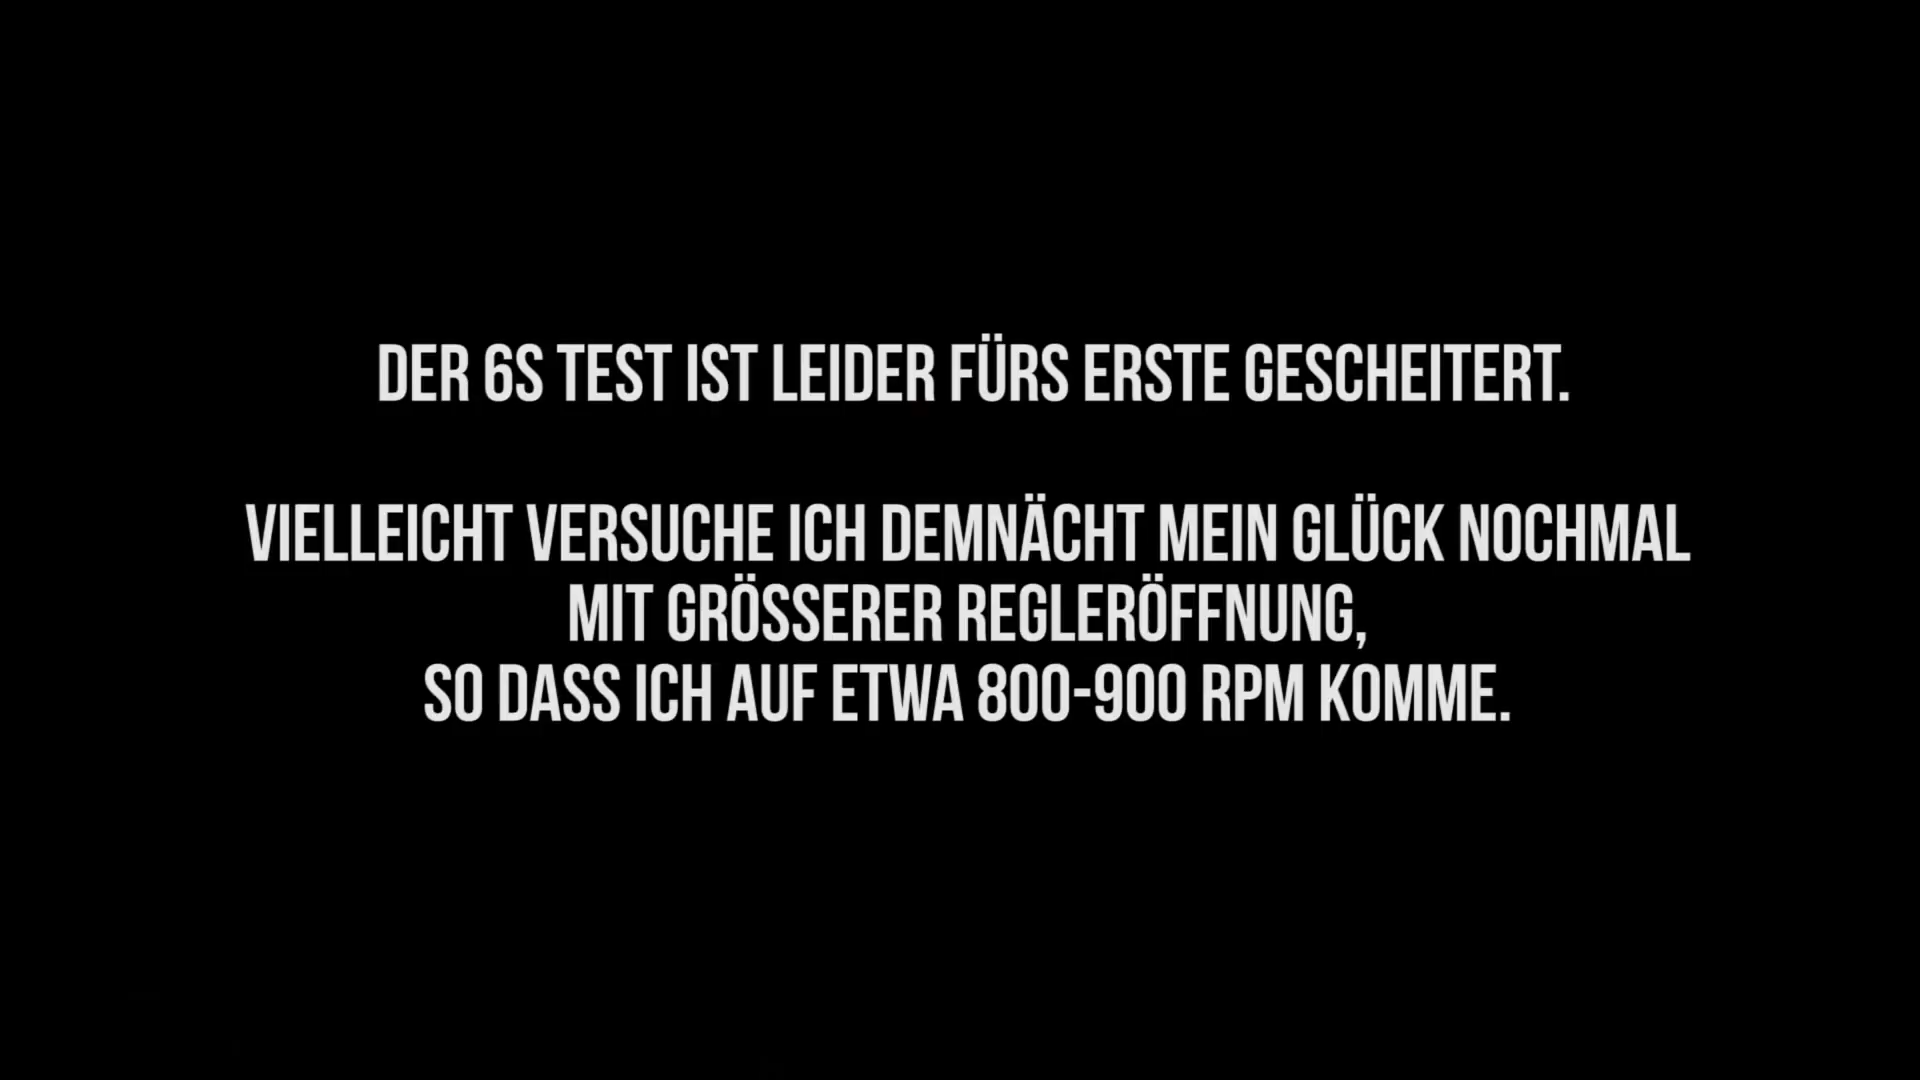 DER 6S TEST IST LEIDER FÜRS ERSTE GESCHEITERT.
VIELLEICHT VERSUCHE ICH DEMNÄCHT MEIN GLÜCK NOCHMAL
MIT GRÖSSERER REGLERÖFFNUNG,
SO DASS ICH AUF ETWA 800-900 RPM KOMME.